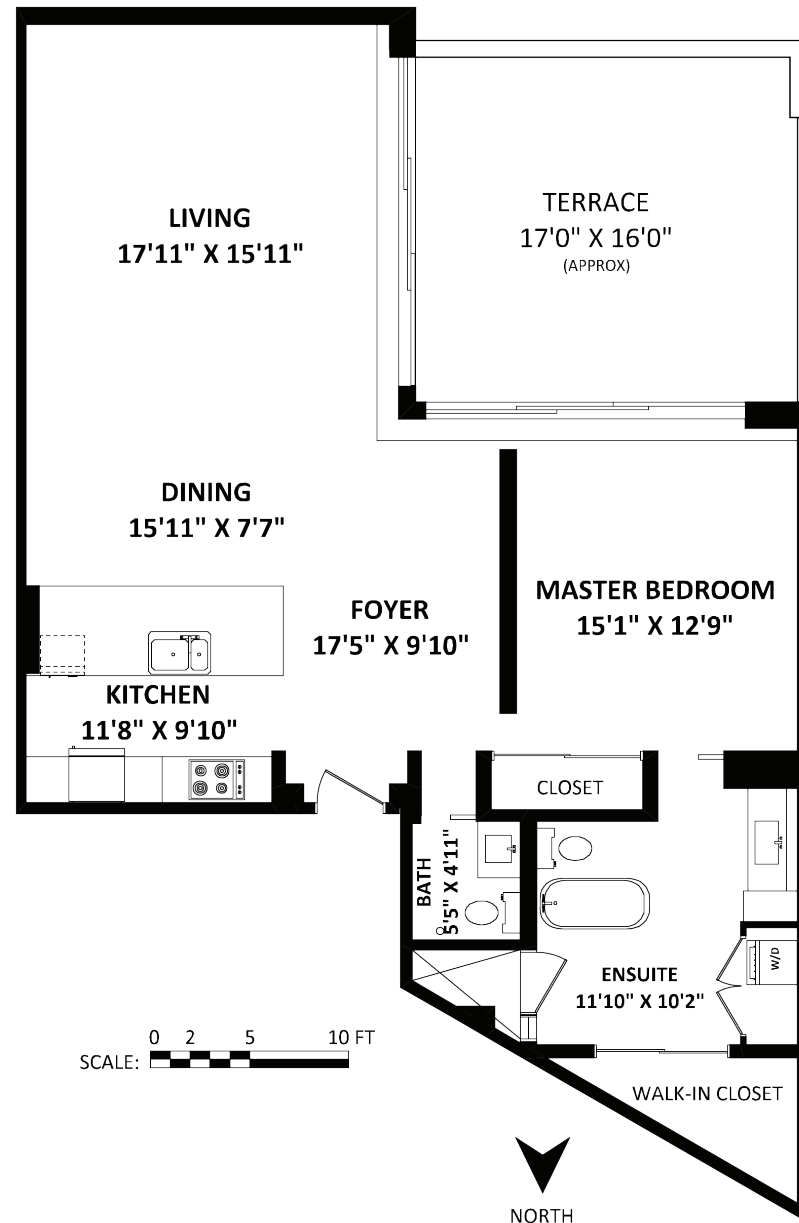 LIVING
17'11" X 15'11"
TERRACE
17'0" X 16'0"
(APPROX)
DINING
15'11" X 7'7"
MASTER BEDROOM
15'1" X 12'9"
FOYER
17'5" X 9'10"
KITCHEN
11'8" X 9'10"
CLOSET
BATH
5'5" X 4'11"
W/D
ENSUITE
11'10" X 10'2"
0 2 5 10 FT
SCALE:
WALK-IN CLOSET
NORTH